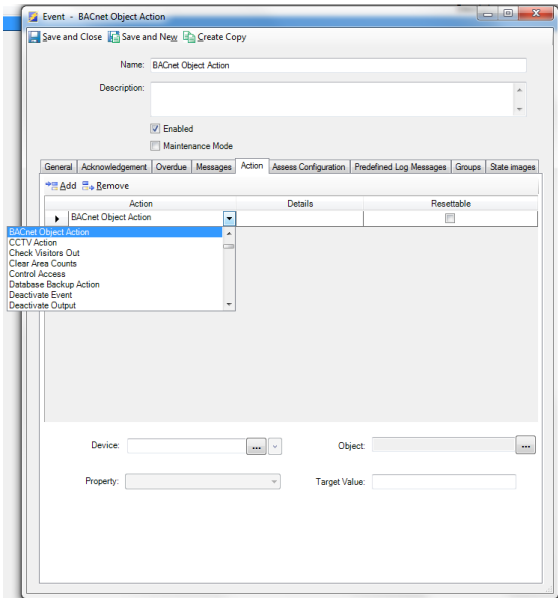 Event - BACnet Object Action
Save and Close Save and New Create Copy
Name: BACnet Object Action
Description:
Enabled
Maintenance Mode
General Acknowledgement Overdue Messages Action Assess Configuration Predefined Log Messages Groups State images
Add Remove
Action Details Resettable
BACnet Object Action
BACnet Object Action
CCTV Action
Check Visitors Out
Clear Area Counts
Control Access
Database Backup Action
Deactivate Event
Deactivate Output
Device: ... Object: ...
Property: Target Value: